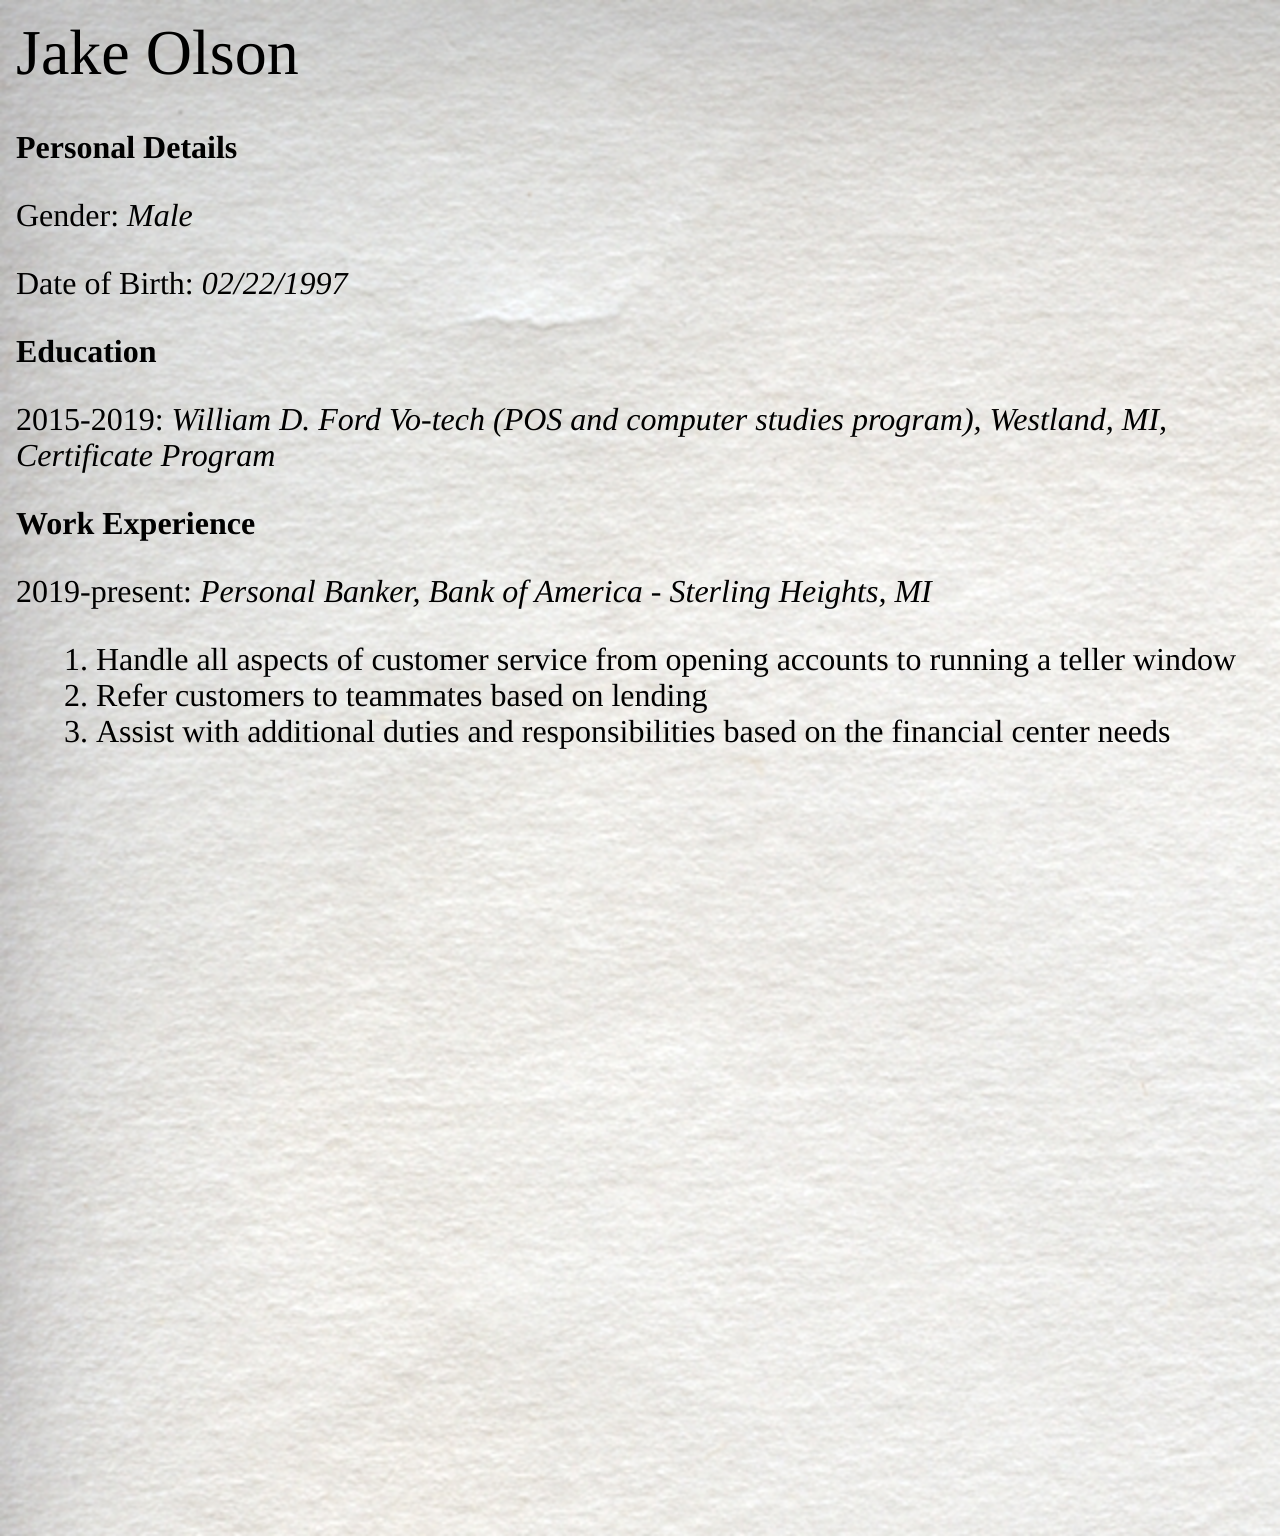 Jake Olson
Personal Details
Gender: Male
Date of Birth: 02/22/1997
Education
2015-2019: William D. Ford Vo-tech (POS and computer studies program), Westland, MI,
Certificate Program
Work Experience
2019-present: Personal Banker, Bank of America - Sterling Heights, MI
1. Handle all aspects of customer service from opening accounts to running a teller window
2. Refer customers to teammates based on lending
3. Assist with additional duties and responsibilities based on the financial center needs